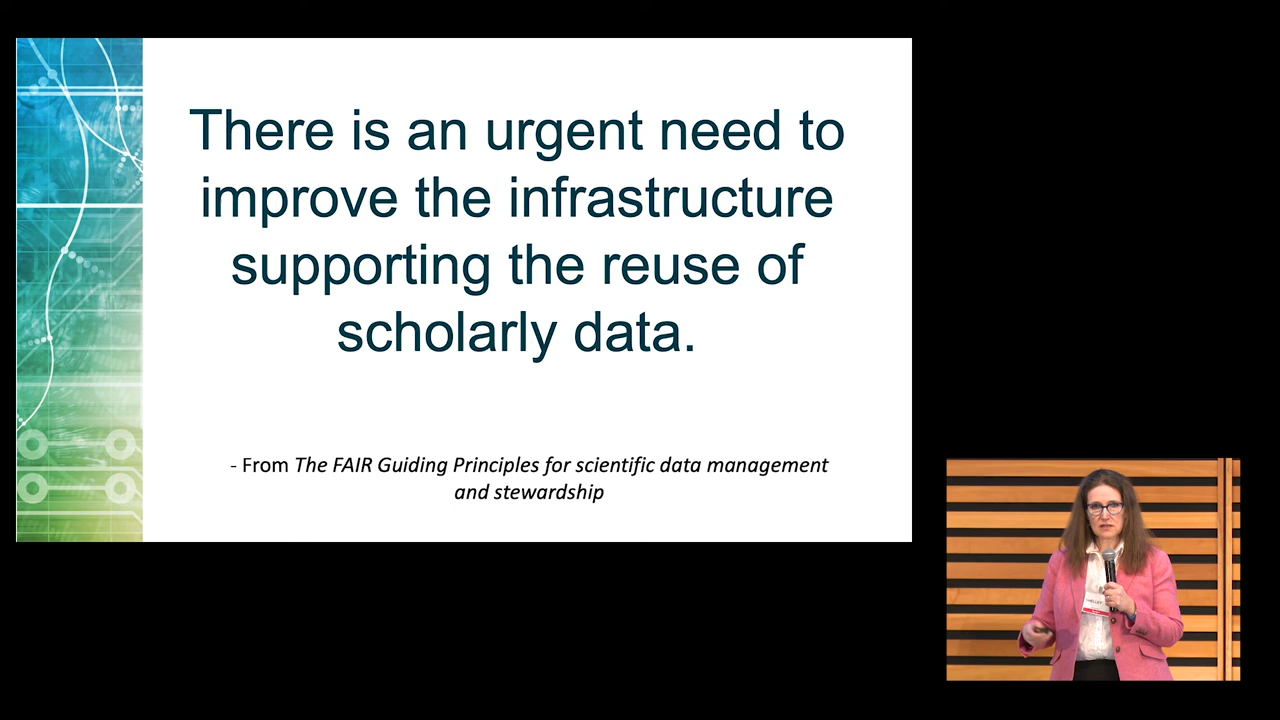 There is an urgent need to
improve the infrastructure
supporting the reuse of
scholarly data.
- From The FAIR Guiding Principles for scientific data management
and stewardship